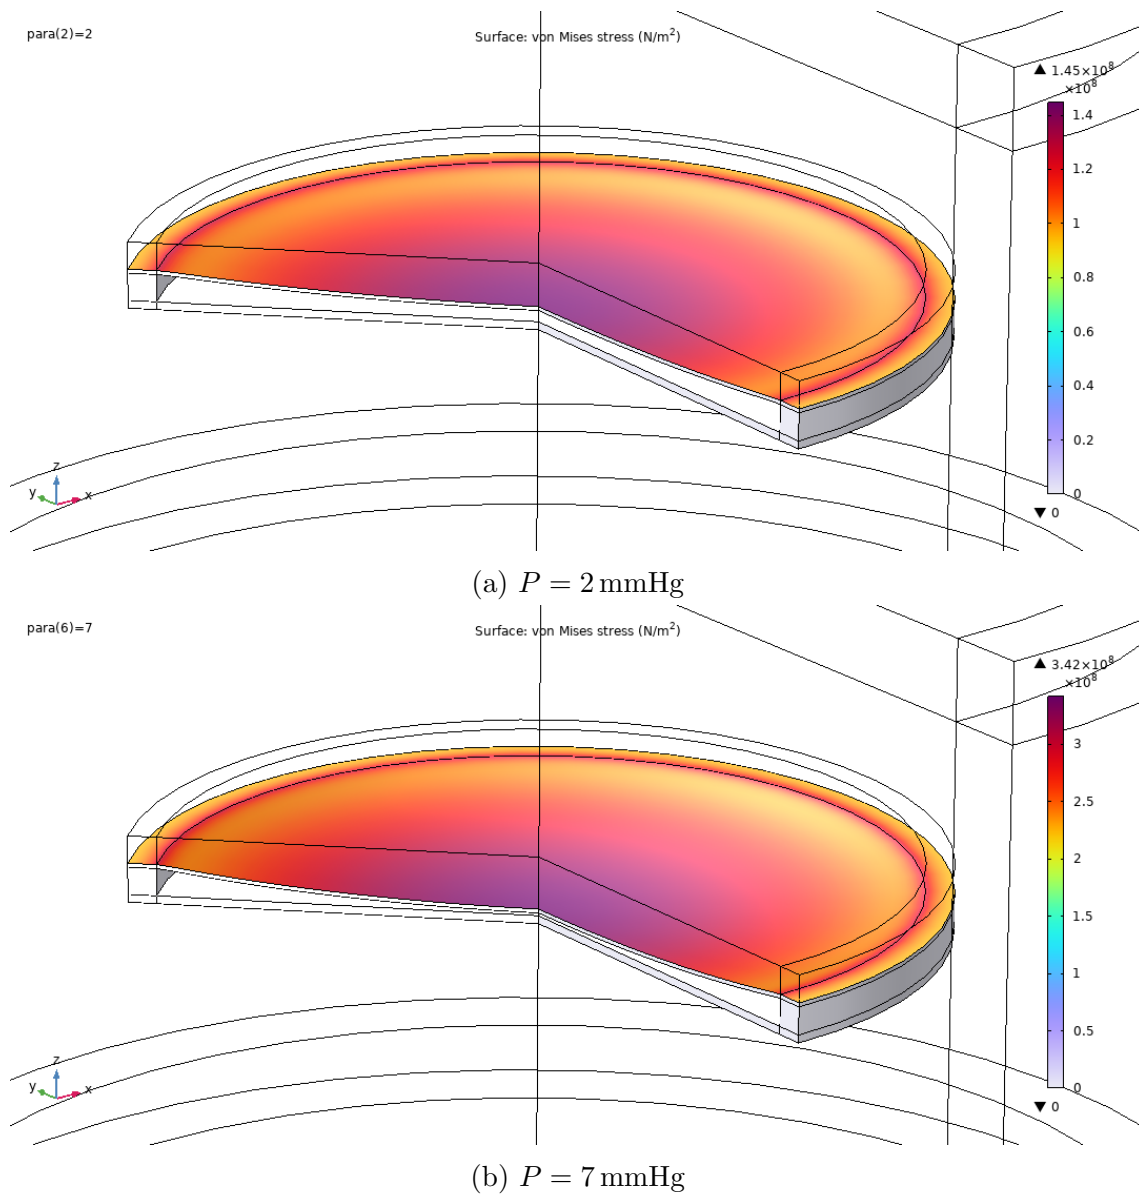 para(2)=2
Surface: von Mises stress (N/m²)
▲ 1.45×10⁸
×10⁸
1.4
1.2
1
0.8
0.6
0.4
0.2
0
▼ 0
z
y
x
(a) P = 2 mmHg
para(6)=7
Surface: von Mises stress (N/m²)
▲ 3.42×10⁸
×10⁸
3
2.5
2
1.5
1
0.5
0
▼ 0
z
y
x
(b) P = 7 mmHg